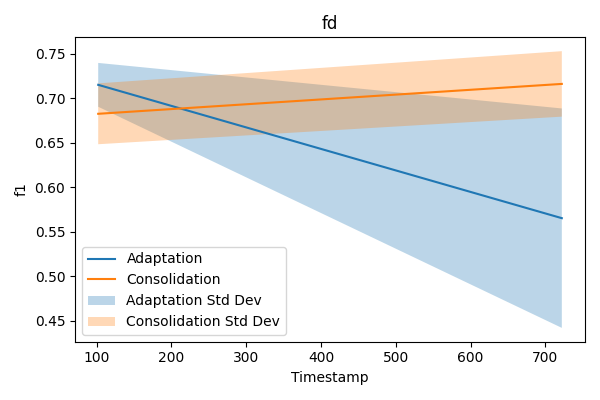 fd
0.75
0.70
0.65
0.60
0.55
0.50
0.45
f1
Adaptation
Consolidation
Adaptation Std Dev
Consolidation Std Dev
100 200 300 400 500 600 700
Timestamp